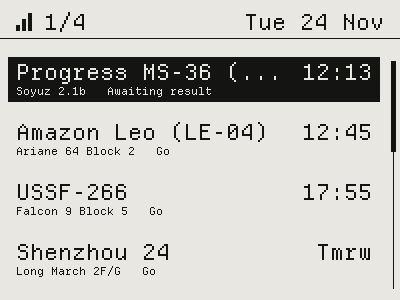 1/4 Tue 24 Nov
Progress MS-36 (... 12:13
Soyuz 2.1b Awaiting result
Amazon Leo (LE-04) 12:45
Ariane 64 Block 2 Go
USSF-266 17:55
Falcon 9 Block 5 Go
Shenzhou 24 Tmrw
Long March 2F/G Go